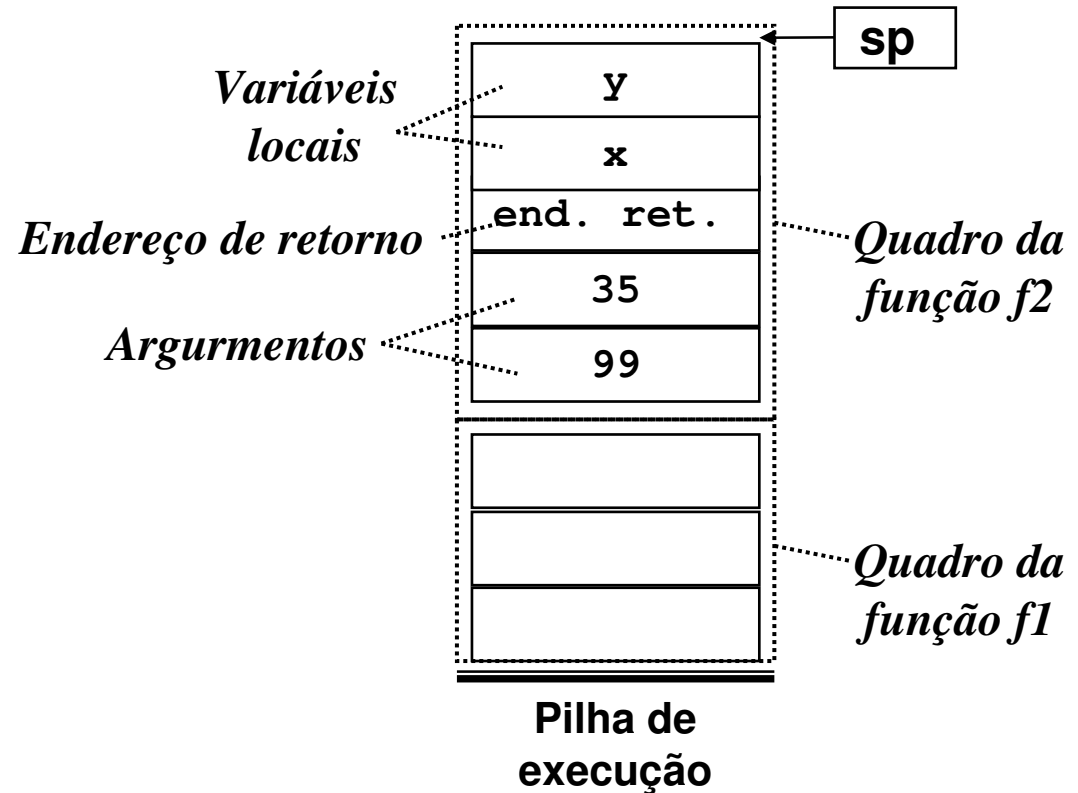 sp
Variáveis
locais
y
x
Endereço de retorno
end. ret.
Quadro da
função f2
35
Argurmentos
99
Quadro da
função f1
Pilha de
execução